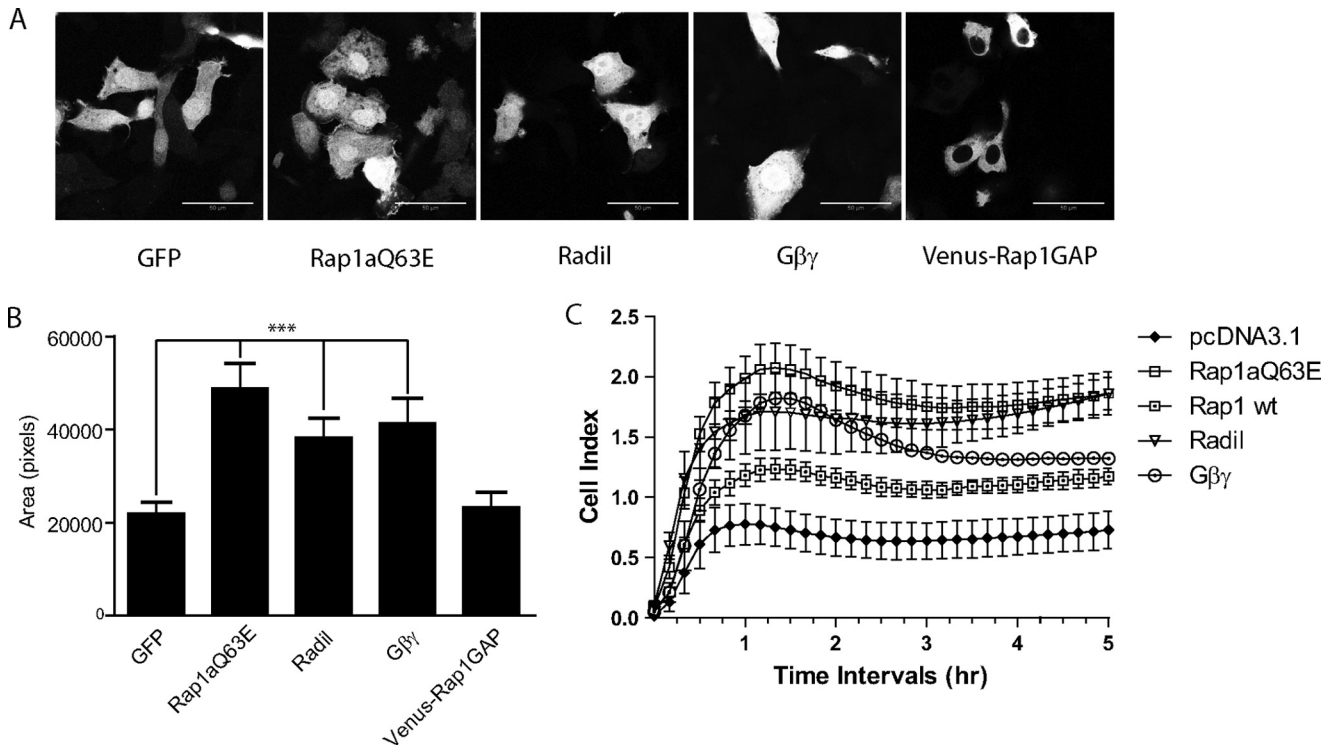 A
50 μm
50 μm
50 μm
50 μm
50 μm
GFP
Rap1aQ63E
Radil
Gβγ
Venus-Rap1GAP
B
***
60000
40000
20000
0
Area (pixels)
GFP
Rap1aQ63E
Radil
Gβγ
Venus-Rap1GAP
C
2.5
2.0
1.5
1.0
0.5
0.0
Cell Index
1
2
3
4
5
Time Intervals (hr)
pcDNA3.1
Rap1aQ63E
Rap1 wt
Radil
Gβγ